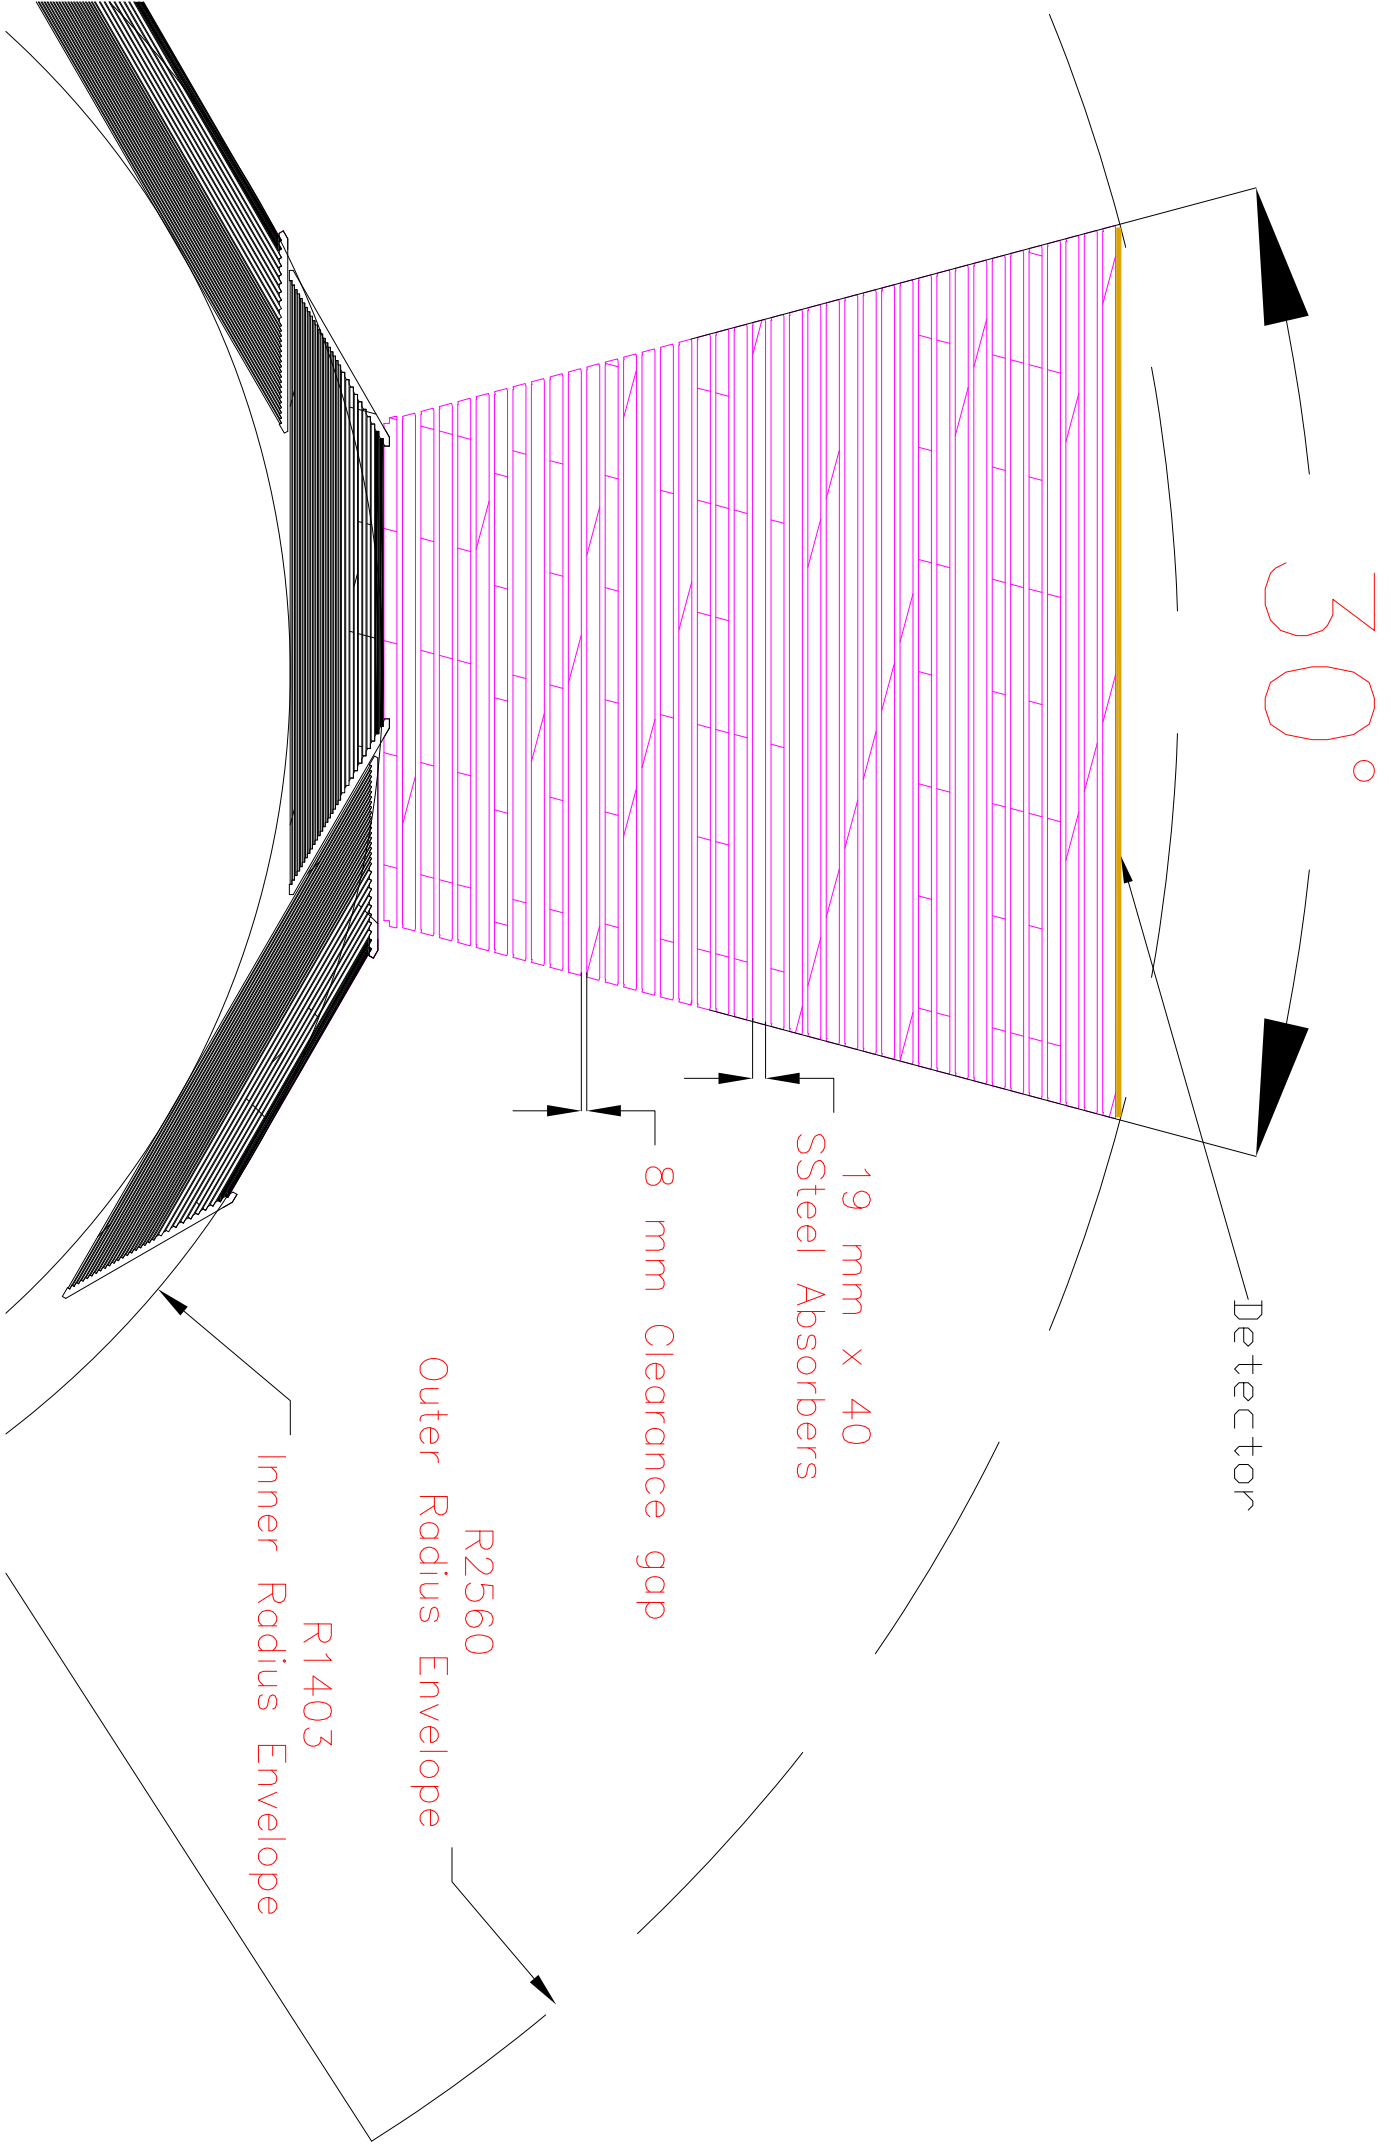 30°
Detector
19 mm x 40
SSteel Absorbers
8 mm Clearance gap
R2560
Outer Radius Envelope
R1403
Inner Radius Envelope